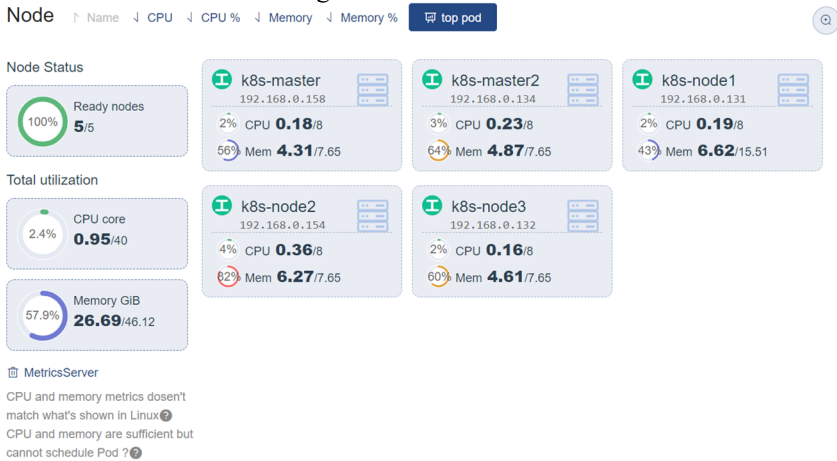 Node Name CPU CPU % Memory Memory % top pod
Node Status
100%
Ready nodes
5/5
Total utilization
2.4%
CPU core
0.95/40
57.9%
Memory GiB
26.69/46.12
MetricsServer
CPU and memory metrics dosen't
match what's shown in Linux?
CPU and memory are sufficient but
cannot schedule Pod ??
k8s-master
192.168.0.158
2% CPU 0.18/8
56% Mem 4.31/7.65
k8s-master2
192.168.0.134
3% CPU 0.23/8
64% Mem 4.87/7.65
k8s-node1
192.168.0.131
2% CPU 0.19/8
43% Mem 6.62/15.51
k8s-node2
192.168.0.154
4% CPU 0.36/8
82% Mem 6.27/7.65
k8s-node3
192.168.0.132
2% CPU 0.16/8
60% Mem 4.61/7.65